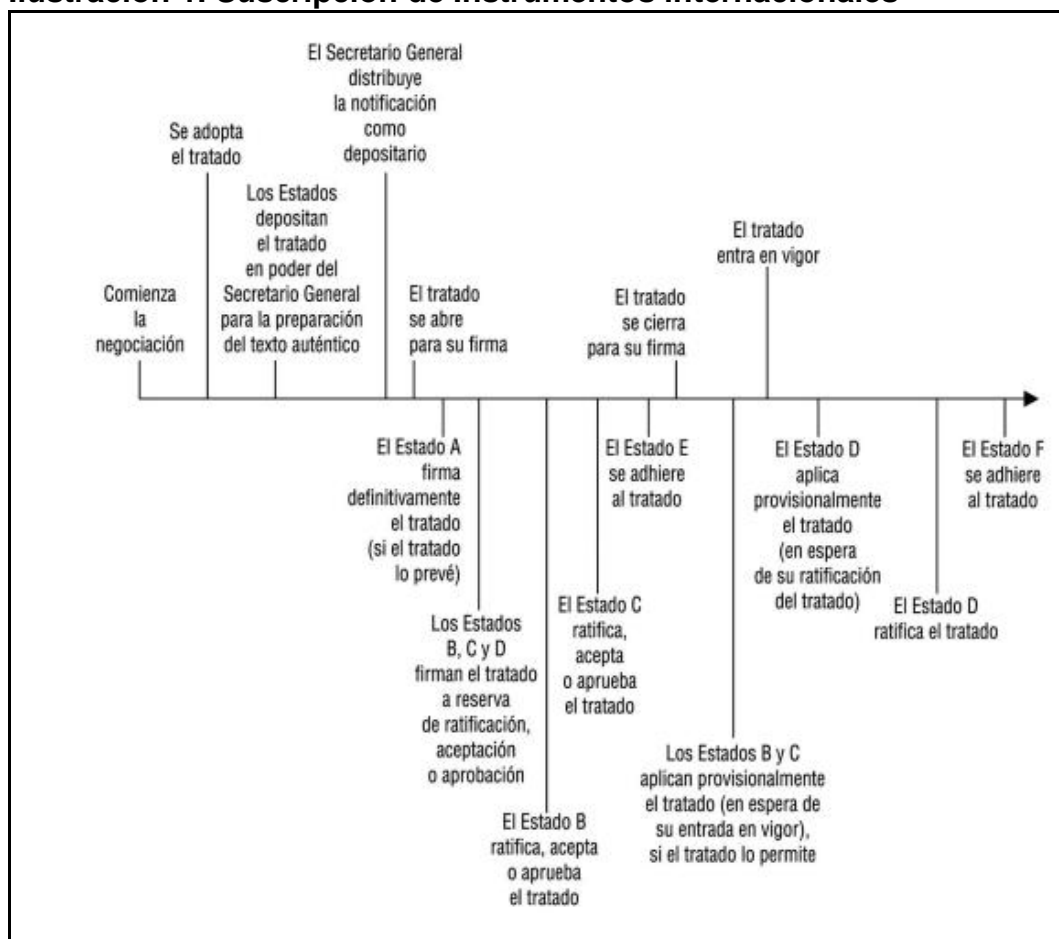 Ilustración 1. Suscripción de Instrumentos Internacionales
El Secretario General
distribuye
la notificación
como
depositario
Se adopta
el tratado
Los Estados
depositan
el tratado
en poder del
Secretario General
para la preparación
del texto auténtico
Comienza
la
negociación
El tratado
se abre
para su firma
El tratado
se cierra
para su firma
El tratado
entra en vigor
El Estado A
firma
definitivamente
el tratado
(si el tratado
lo prevé)
Los Estados
B, C y D
firman el tratado
a reserva
de ratificación,
aceptación
o aprobación
El Estado B
ratifica, acepta
o aprueba
el tratado
El Estado C
ratifica,
acepta
o aprueba
el tratado
El Estado E
se adhiere
al tratado
Los Estados B y C
aplican provisionalmente
el tratado (en espera de
su entrada en vigor),
si el tratado lo permite
El Estado D
aplica
provisionalmente
el tratado
(en espera
de su ratificación
del tratado)
El Estado D
ratifica el tratado
El Estado F
se adhiere
al tratado